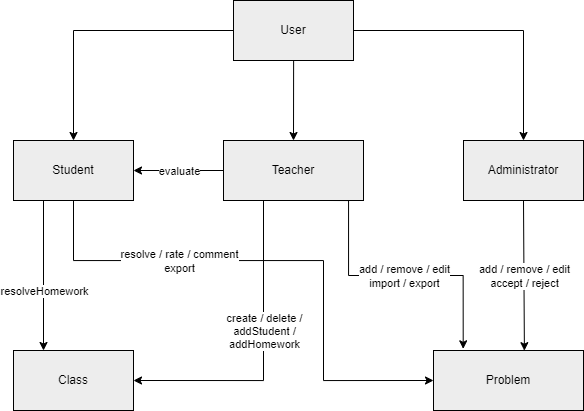 User
Student
evaluate
Teacher
Administrator
resolve / rate / comment
export
add / remove / edit
import / export
add / remove / edit
accept / reject
resolveHomework
create / delete /
addStudent /
addHomework
Class
Problem